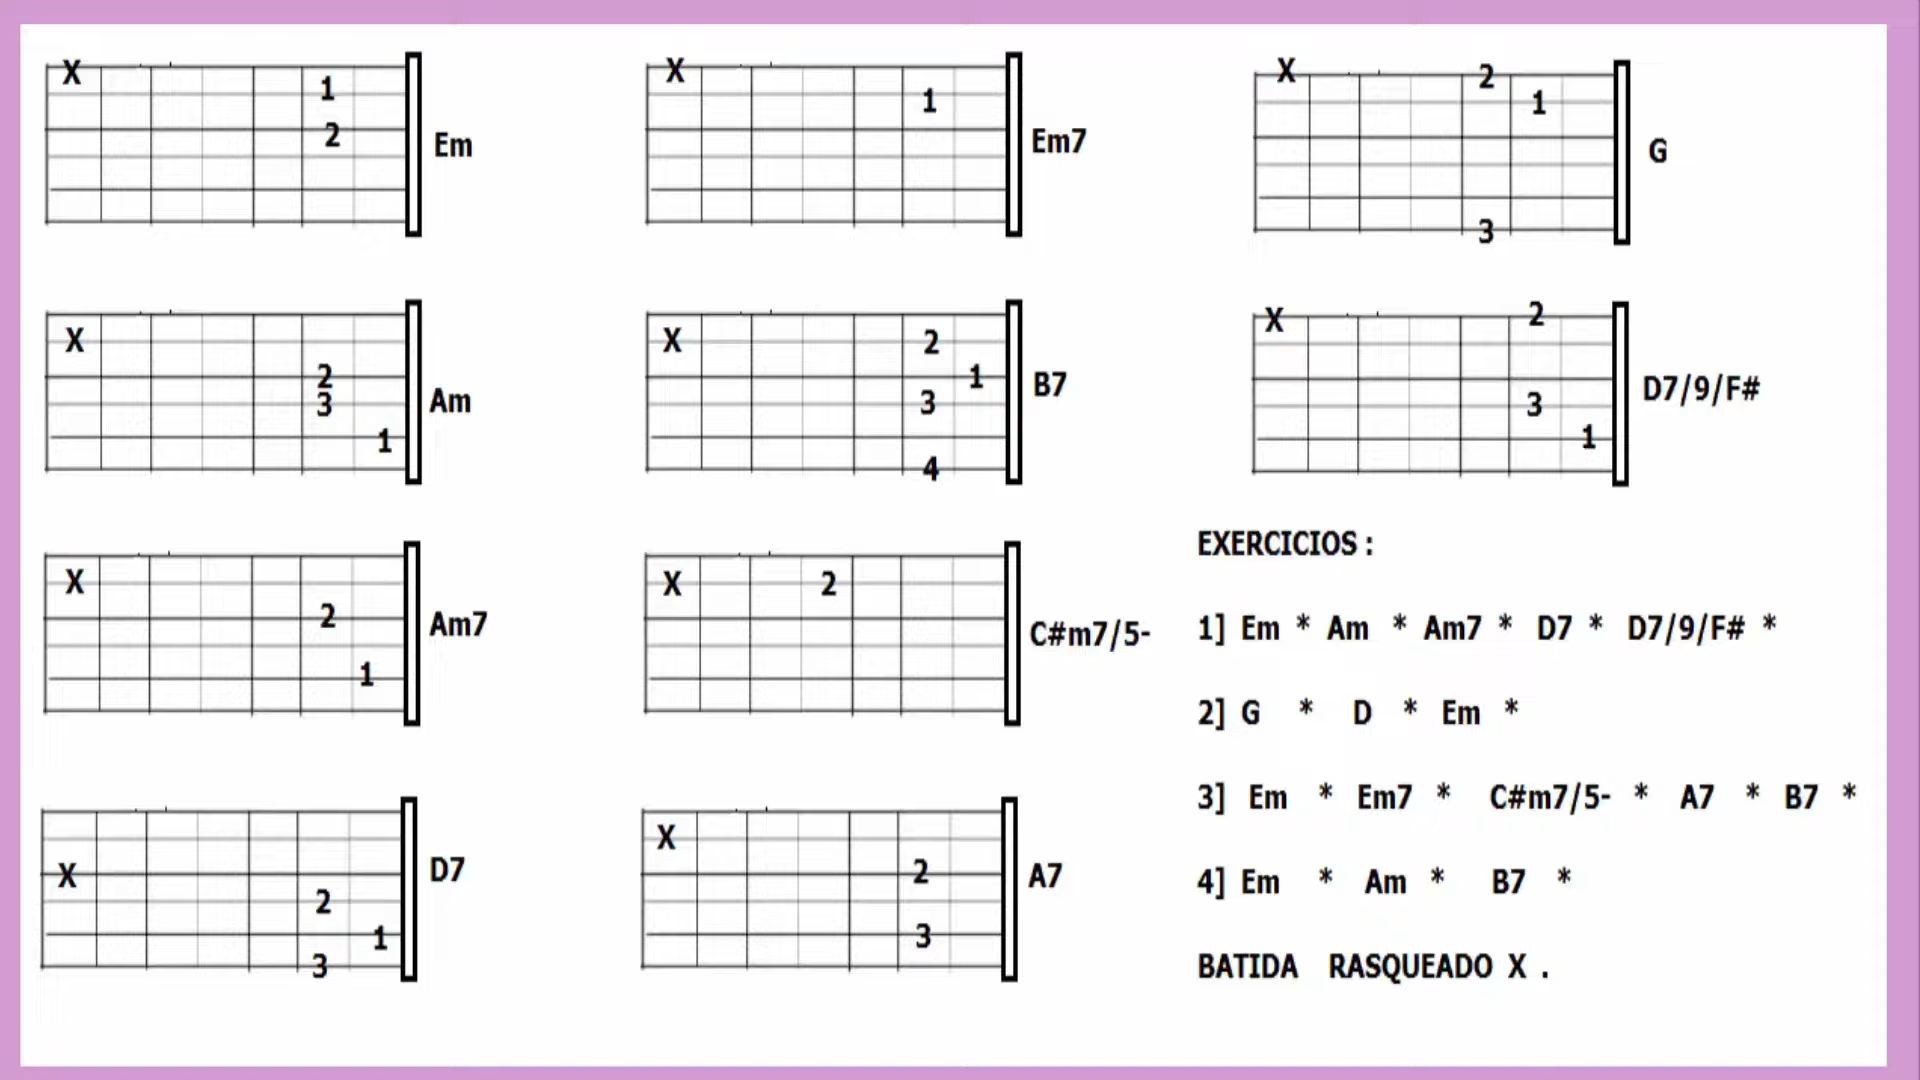 X
1
2
Em
X
1
Em7
X
2
1
3
G
X
2
3
1
Am
X
2
1
3
4
B7
X
2
3
1
D7/9/F#
X
2
1
Am7
X
2
C#m7/5-
X
2
1
3
D7
X
2
3
A7
EXERCICIOS :
1] Em * Am * Am7 * D7 * D7/9/F# *
2] G * D * Em *
3] Em * Em7 * C#m7/5- * A7 * B7 *
4] Em * Am * B7 *
BATIDA RASQUEADO X .